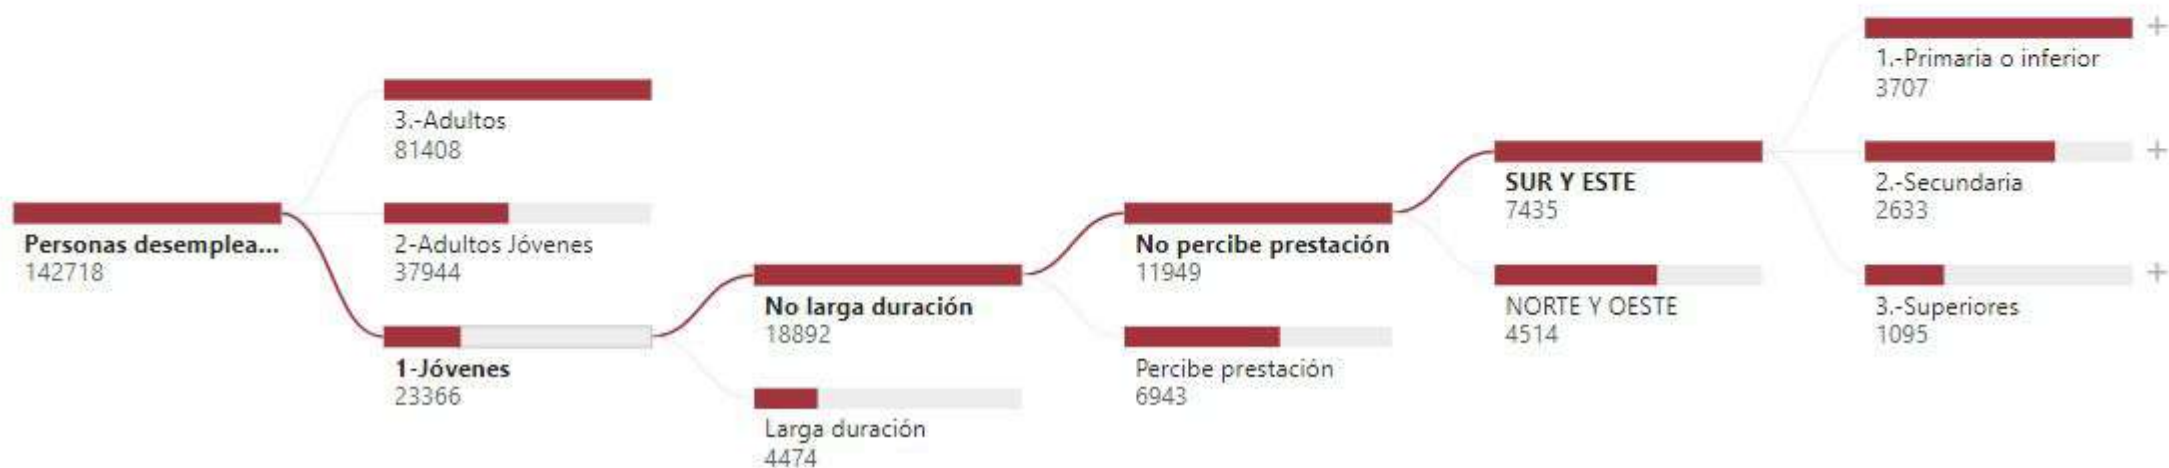 Personas desemplea...
142718
3.-Adultos
81408
2-Adultos Jóvenes
37944
1-Jóvenes
23366
No larga duración
18892
Larga duración
4474
No percibe prestación
11949
Percibe prestación
6943
SUR Y ESTE
7435
NORTE Y OESTE
4514
1.-Primaria o inferior
3707
2.-Secundaria
2633
3.-Superiores
1095